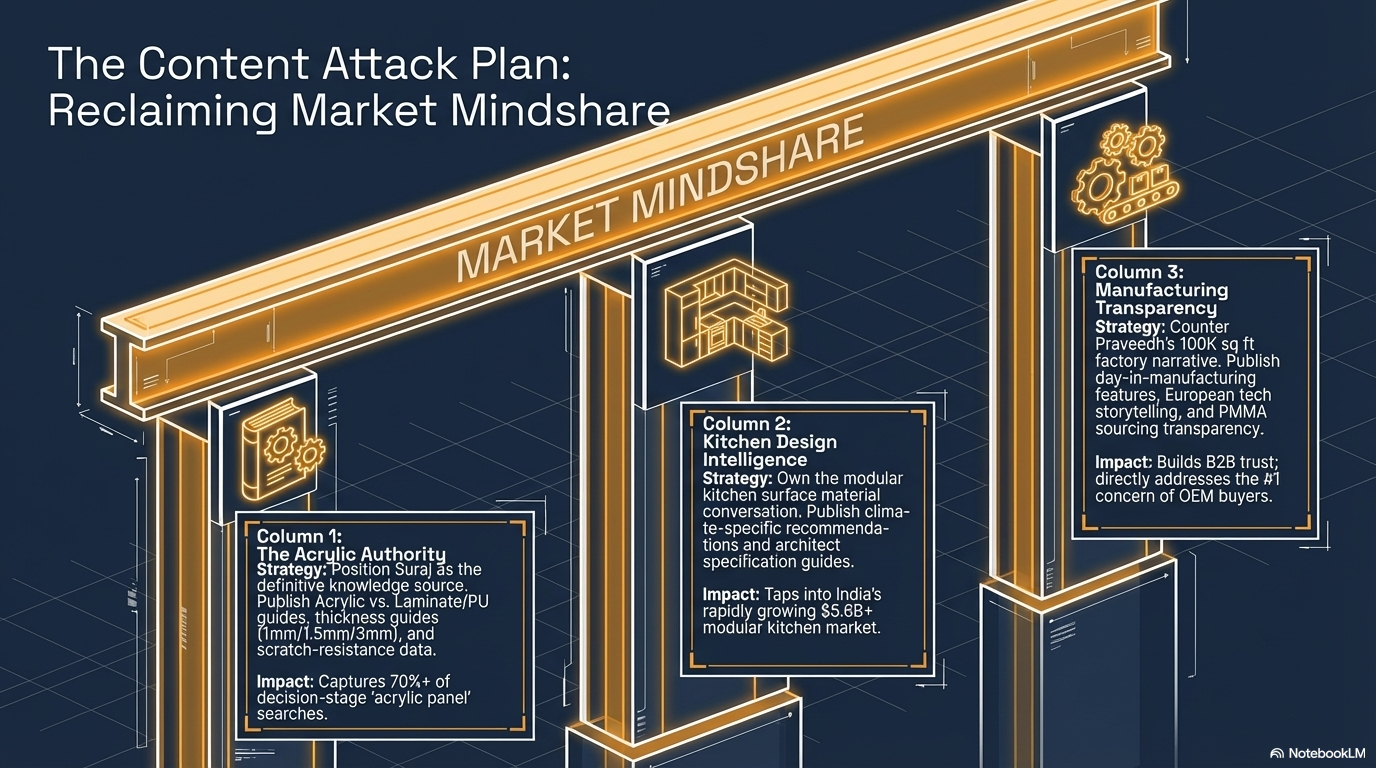 The Content Attack Plan:
Reclaiming Market Mindshare
MARKET MINDSHARE
Column 1:
The Acrylic Authority
Strategy: Position Suraj as the
definitive knowledge source.
Publish Acrylic vs. Laminate/PU
guides, thickness guides
(1mm/1.5mm/3mm), and
scratch-resistance data.
Impact: Captures 70%+ of
decision-stage ‘acrylic panel’
searches.
Column 2:
Kitchen Design
Intelligence
Strategy: Own the modular
kitchen surface material
conversation. Publish clima-
te-specific recommenda-
tions and architect
specification guides.
Impact: Taps into India's
rapidly growing $5.6B+
modular kitchen market.
Column 3:
Manufacturing
Transparency
Strategy: Counter
Praveedh's 100K sq ft
factory narrative. Publish
day-in-manufacturing
features, European tech
storytelling, and PMMA
sourcing transparency.
Impact: Builds B2B trust;
directly addresses the #1
concern of OEM buyers.
NotebookLM